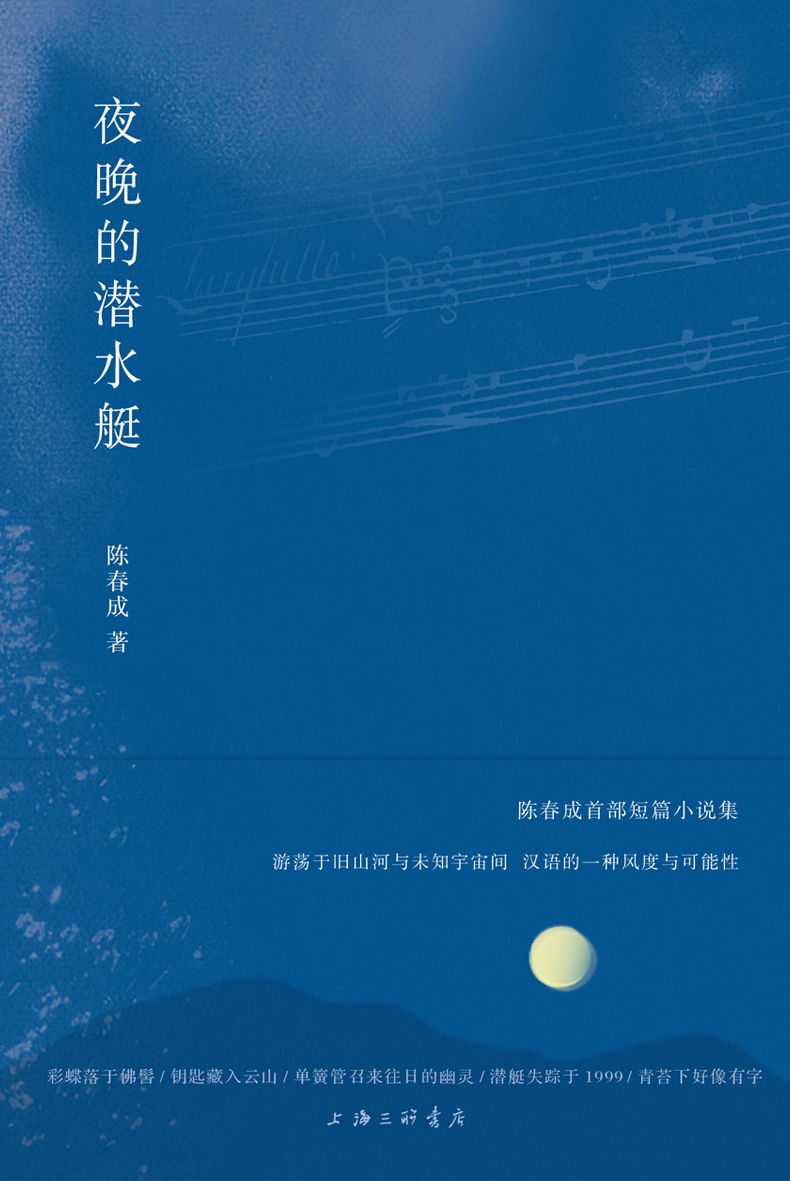 夜晚的潜水艇
陈春成 著
larghetto
陈春成首部短篇小说集
游荡于旧山河与未知宇宙间 汉语的一种风度与可能性
彩蝶落于佛髻 / 钥匙藏入云山 / 单簧管召来往日的幽灵 / 潜艇失踪于 1999 / 青苔下好像有字
上海三联书店